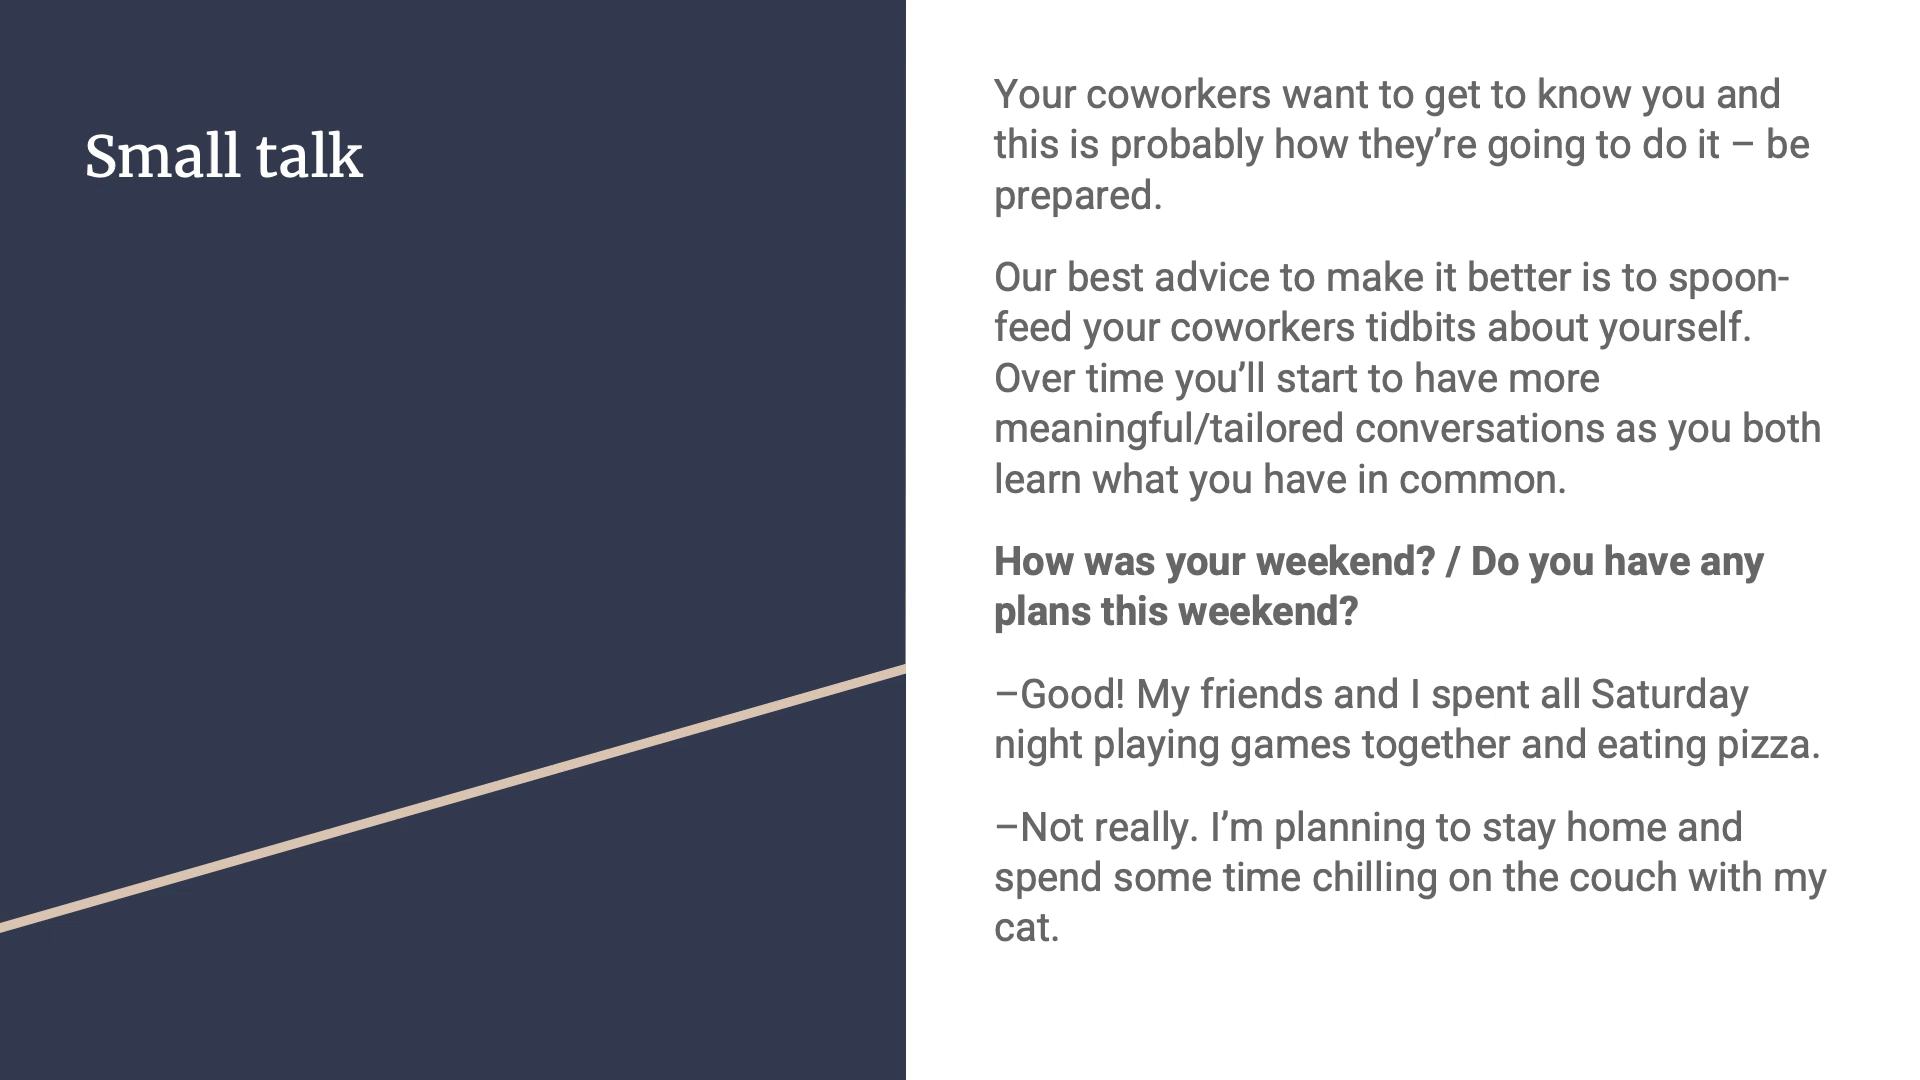 Small talk
Your coworkers want to get to know you and
this is probably how they’re going to do it – be
prepared.
Our best advice to make it better is to spoon-
feed your coworkers tidbits about yourself.
Over time you’ll start to have more
meaningful/tailored conversations as you both
learn what you have in common.
How was your weekend? / Do you have any
plans this weekend?
–Good! My friends and I spent all Saturday
night playing games together and eating pizza.
–Not really. I’m planning to stay home and
spend some time chilling on the couch with my
cat.